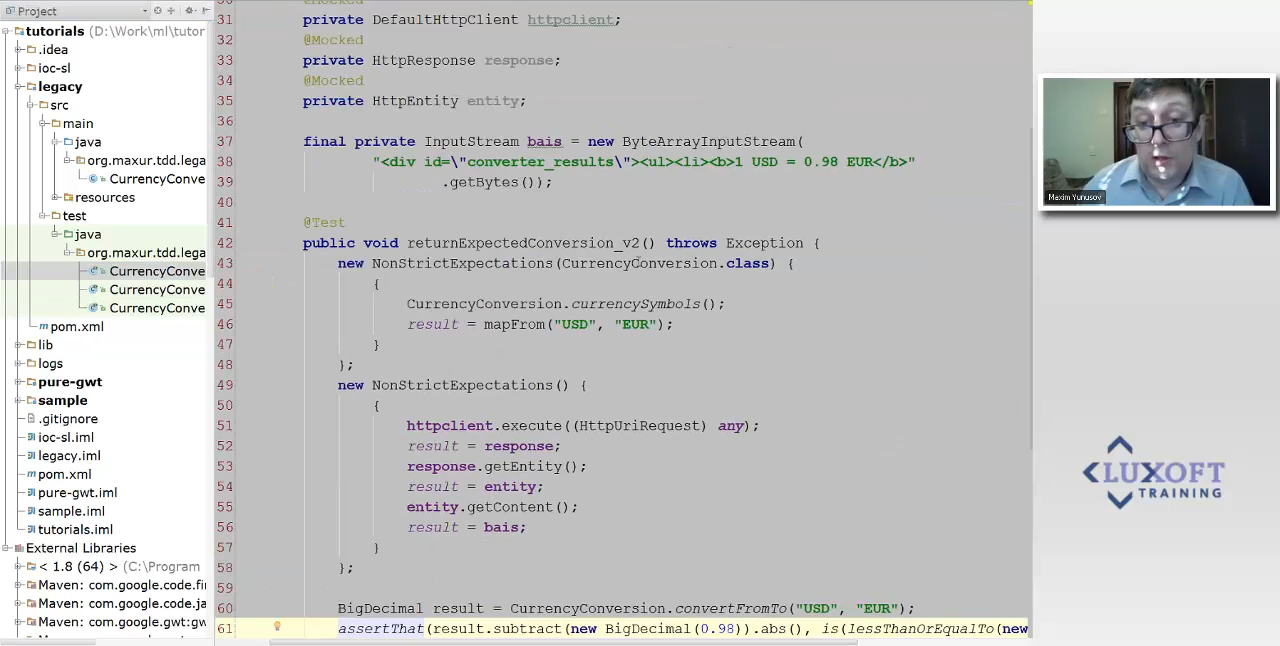 Project
tutorials (D:\Work\ml\tutor
.idea
ioc-sl
legacy
src
main
java
org.maxur.tdd.lega
CurrencyConve
resources
test
java
org.maxur.tdd.lega
CurrencyConve
CurrencyConve
CurrencyConve
pom.xml
lib
logs
pure-gwt
sample
.gitignore
ioc-sl.iml
legacy.iml
pom.xml
pure-gwt.iml
sample.iml
tutorials.iml
External Libraries
< 1.8 (64) > (C:\Program
Maven: com.google.code.fi
Maven: com.google.code.ja
Maven: com.google.gwt:gw
30 @Mocked
31 private DefaultHttpClient httpclient;
32 @Mocked
33 private HttpResponse response;
34 @Mocked
35 private HttpEntity entity;
36
37 final private InputStream bais = new ByteArrayInputStream(
38 "<div id=\"converter_results\"><ul><li><b>1 USD = 0.98 EUR</b>"
39 .getBytes());
40
41 @Test
42 public void returnExpectedConversion_v2() throws Exception {
43 new NonStrictExpectations(CurrencyConversion.class) {
44 {
45 CurrencyConversion.currencySymbols();
46 result = mapFrom("USD", "EUR");
47 }
48 };
49 new NonStrictExpectations() {
50 {
51 httpclient.execute((HttpUriRequest) any);
52 result = response;
53 response.getEntity();
54 result = entity;
55 entity.getContent();
56 result = bais;
57 }
58 };
59
60 BigDecimal result = CurrencyConversion.convertFromTo("USD", "EUR");
61 assertThat(result.subtract(new BigDecimal(0.98)).abs(), is(lessThanOrEqualTo(new
Maxim Yunusov
LUXOFT
TRAINING